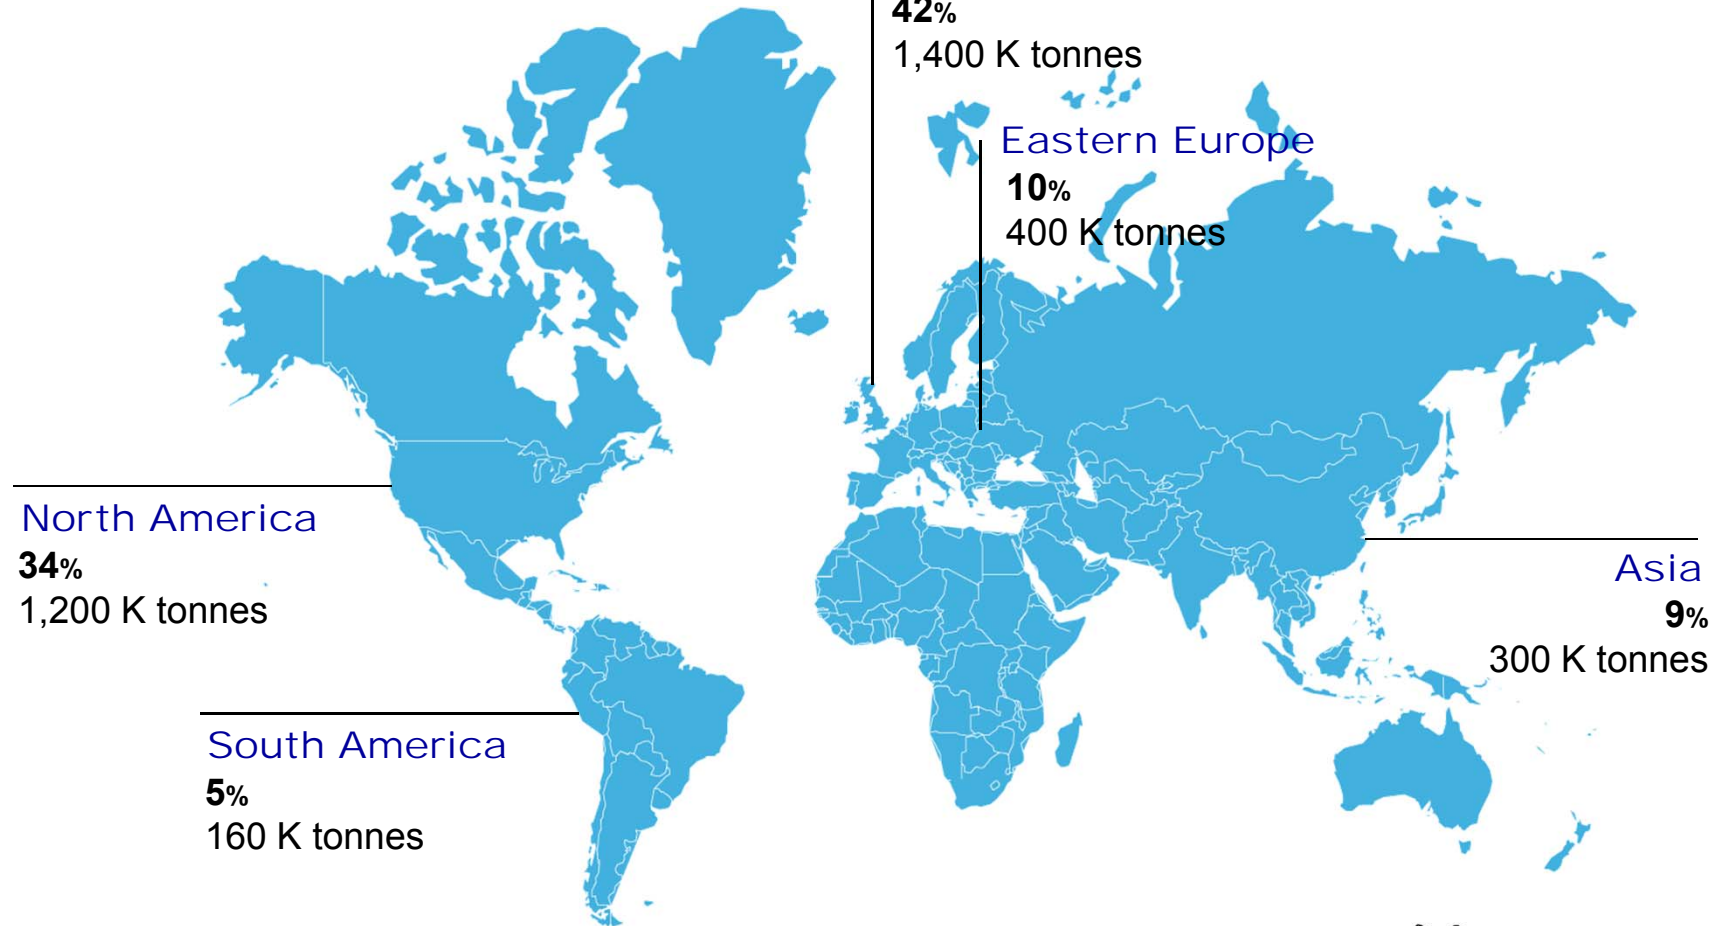 42%
1,400 K tonnes
Eastern Europe
10%
400 K tonnes
North America
34%
1,200 K tonnes
Asia
9%
300 K tonnes
South America
5%
160 K tonnes